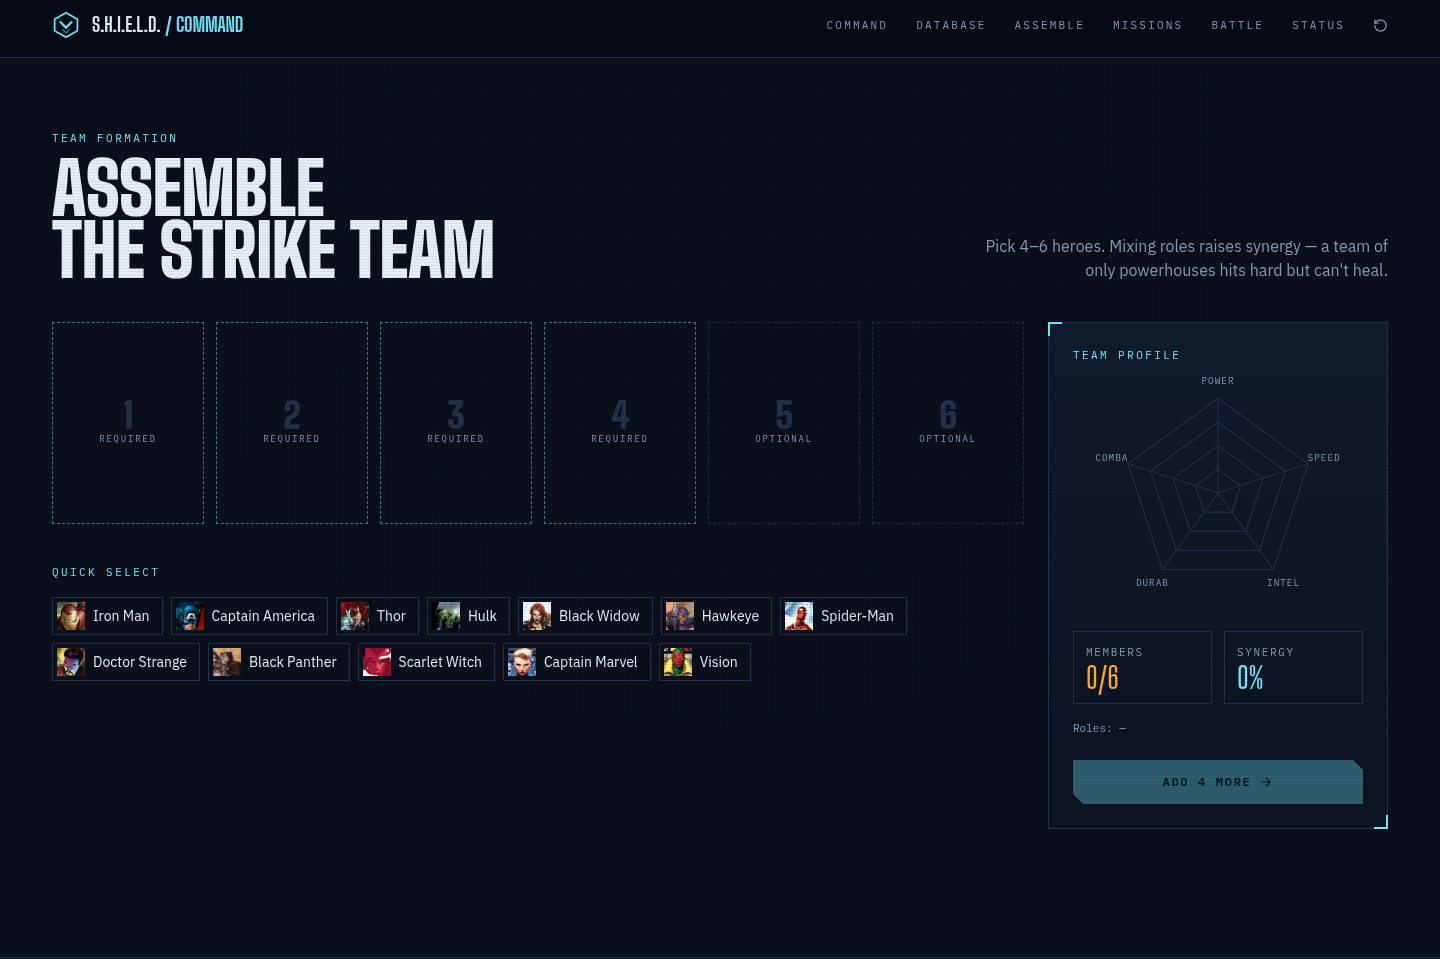 S.H.I.E.L.D. / COMMAND
COMMAND DATABASE ASSEMBLE MISSIONS BATTLE STATUS
TEAM FORMATION
ASSEMBLE
THE STRIKE TEAM
Pick 4–6 heroes. Mixing roles raises synergy — a team of
only powerhouses hits hard but can't heal.
1
REQUIRED
2
REQUIRED
3
REQUIRED
4
REQUIRED
5
OPTIONAL
6
OPTIONAL
QUICK SELECT
Iron Man
Captain America
Thor
Hulk
Black Widow
Hawkeye
Spider-Man
Doctor Strange
Black Panther
Scarlet Witch
Captain Marvel
Vision
TEAM PROFILE
POWER
COMBA
SPEED
DURAB
INTEL
MEMBERS
0/6
SYNERGY
0%
Roles: —
ADD 4 MORE →